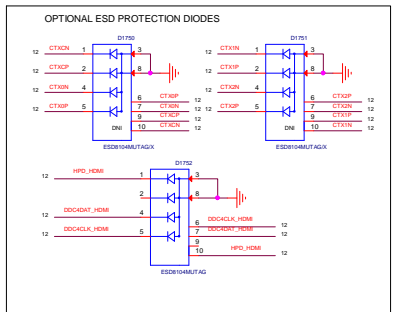 OPTIONAL ESD PROTECTION DIODES
D1750 D1751
12 CTXCN 1 3 12 CTX1N 1 3
12 CTXCP 2 8 12 CTX1P 2 8
12 CTX0N 4 12 CTX2N 4
12 CTX0P 5 6 CTX0P 12 12 CTX2P 5 6 CTX2P 12
7 CTX0N 12 7 CTX2N 12
9 CTXCP 12 9 CTX1P 12
DNI 10 CTXCN 12 DNI 10 CTX1N 12
ESD8104MUTAG/X ESD8104MUTAG/X
D1752
12 HPD_HDMI 1 3
2 8
12 DDC4DAT_HDMI 4
6 DDC4CLK_HDMI 12
12 DDC4CLK_HDMI 5 7 DDC4DAT_HDMI 12
9
10 HPD_HDMI 12
ESD8104MUTAG